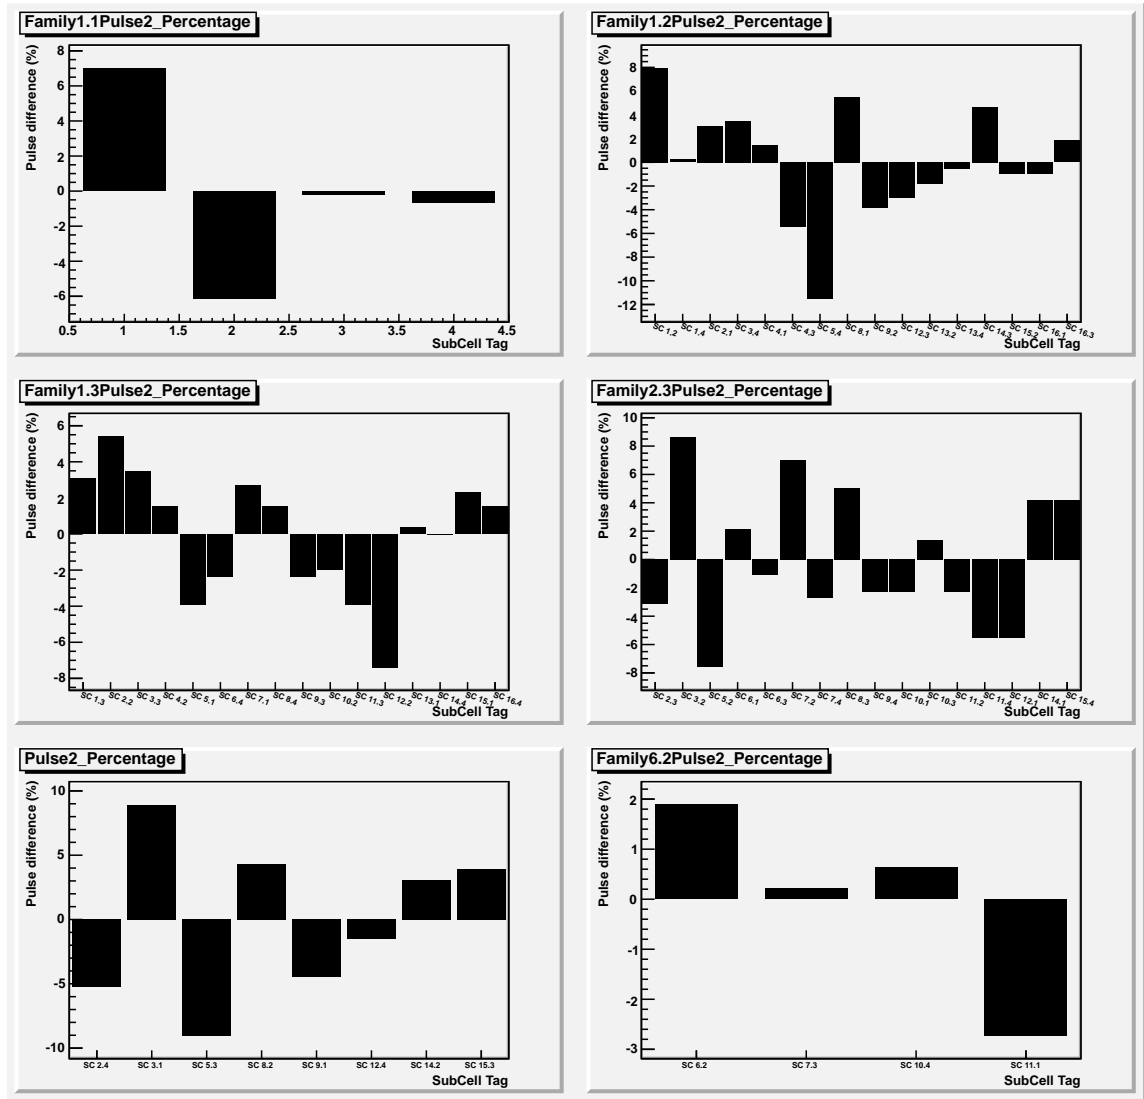 Family1.1Pulse2_Percentage
Pulse difference (%)
8
6
4
2
0
-2
-4
-6
0.5 1 1.5 2 2.5 3 3.5 4 4.5
SubCell Tag
Family1.2Pulse2_Percentage
Pulse difference (%)
8
6
4
2
0
-2
-4
-6
-8
-10
-12
SC 1.2 SC 1.4 SC 2.1 SC 3.4 SC 4.1 SC 4.3 SC 5.4 SC 8.1 SC 9.2 SC 12.3 SC 13.2 SC 13.4 SC 14.3 SC 15.2 SC 16.1 SC 16.3
SubCell Tag
Family1.3Pulse2_Percentage
Pulse difference (%)
6
4
2
0
-2
-4
-6
-8
SC 1.3 SC 2.2 SC 3.3 SC 4.2 SC 5.1 SC 6.4 SC 7.1 SC 8.4 SC 9.3 SC 10.2 SC 11.3 SC 12.2 SC 13.1 SC 14.4 SC 15.1 SC 16.4
SubCell Tag
Family2.3Pulse2_Percentage
Pulse difference (%)
10
8
6
4
2
0
-2
-4
-6
-8
SC 2.3 SC 3.2 SC 5.2 SC 6.1 SC 6.3 SC 7.2 SC 7.4 SC 8.3 SC 9.4 SC 10.1 SC 10.3 SC 11.2 SC 11.4 SC 12.1 SC 14.1 SC 15.4
SubCell Tag
Pulse2_Percentage
Pulse difference (%)
10
5
0
-5
-10
SC 2.4 SC 3.1 SC 5.3 SC 8.2 SC 9.1 SC 12.4 SC 14.2 SC 15.3
SubCell Tag
Family6.2Pulse2_Percentage
Pulse difference (%)
2
1
0
-1
-2
-3
SC 6.2 SC 7.3 SC 10.4 SC 11.1
SubCell Tag